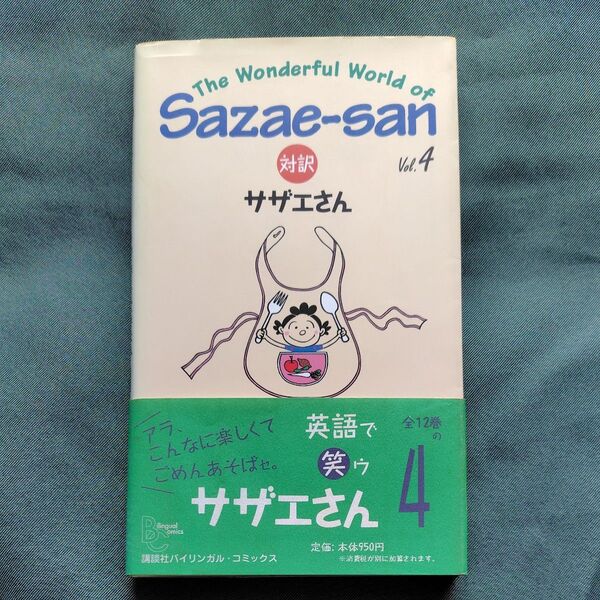 The Wonderful World of
Sazae-san
対訳
Vol.4
サザエさん
アラ、
こんなに楽しくて
ごめんあそばせ。
英語で
笑ゥ
サザエさん
全12巻
の
4
Bilingual
Comics
講談社バイリンガル・コミックス
定価:本体950円
※消費税が別に加算されます。